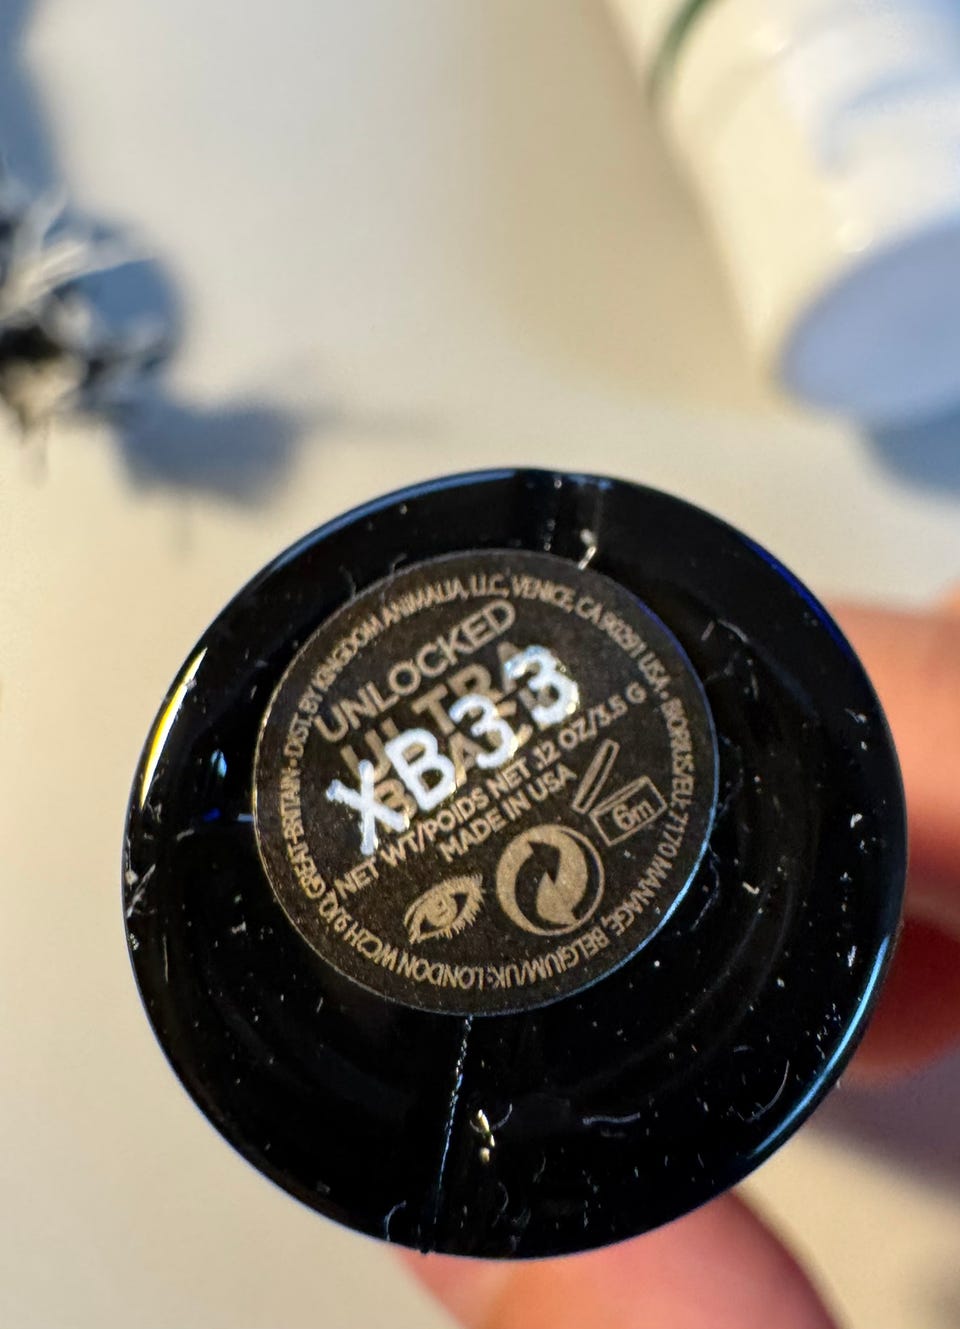 • DIST. BY KINGDOM ANIMALIA, LLC, VENICE, CA 90291 USA • BIORIUS/EU: 7170 MANAGE, BELGIUM/UK: LONDON WC2H 9JQ GREAT-BRITAIN
UNLOCKED
ULTRA
BLACK
XB33
NET WT/POIDS NET .12 OZ/3.5 G
MADE IN USA
6m